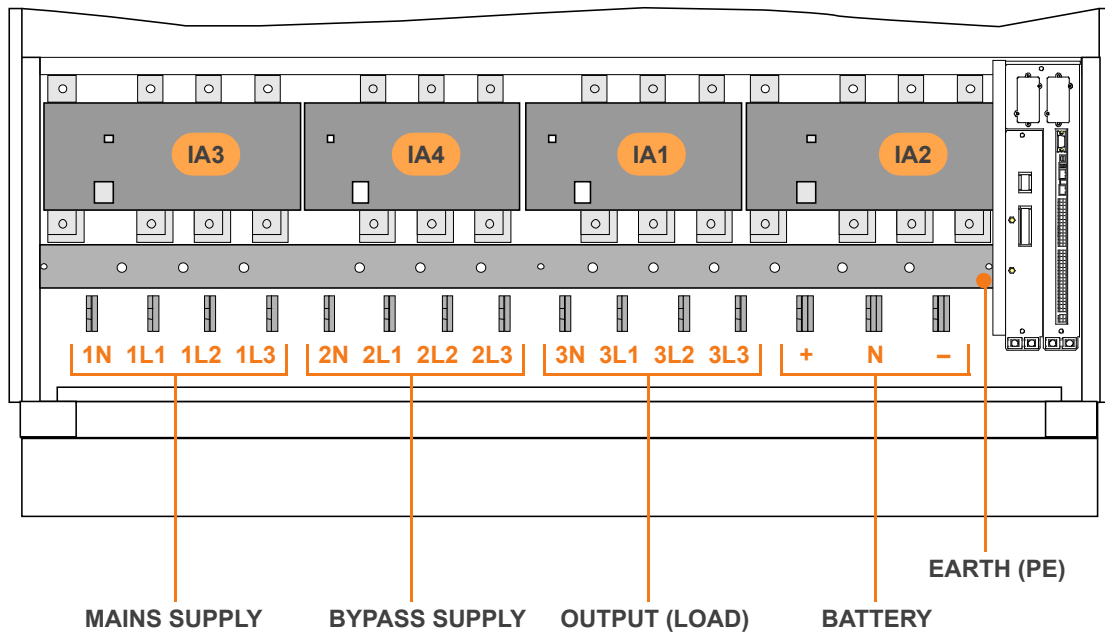 IA3 IA4 IA1 IA2
1N 1L1 1L2 1L3 2N 2L1 2L2 2L3 3N 3L1 3L2 3L3 + N –
EARTH (PE)
MAINS SUPPLY BYPASS SUPPLY OUTPUT (LOAD) BATTERY